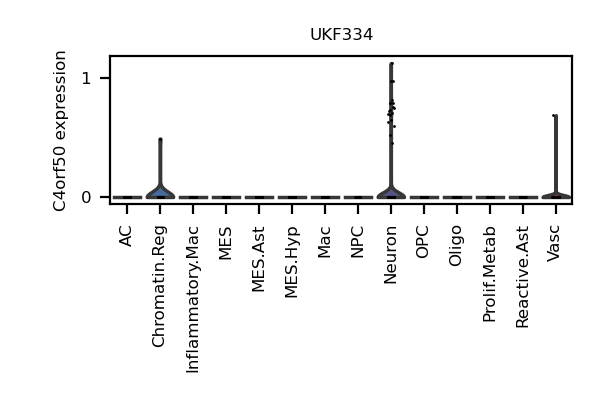 UKF334
C4orf50 expression
1
0
AC
Chromatin.Reg
Inflammatory.Mac
MES
MES.Ast
MES.Hyp
Mac
NPC
Neuron
OPC
Oligo
Prolif.Metab
Reactive.Ast
Vasc